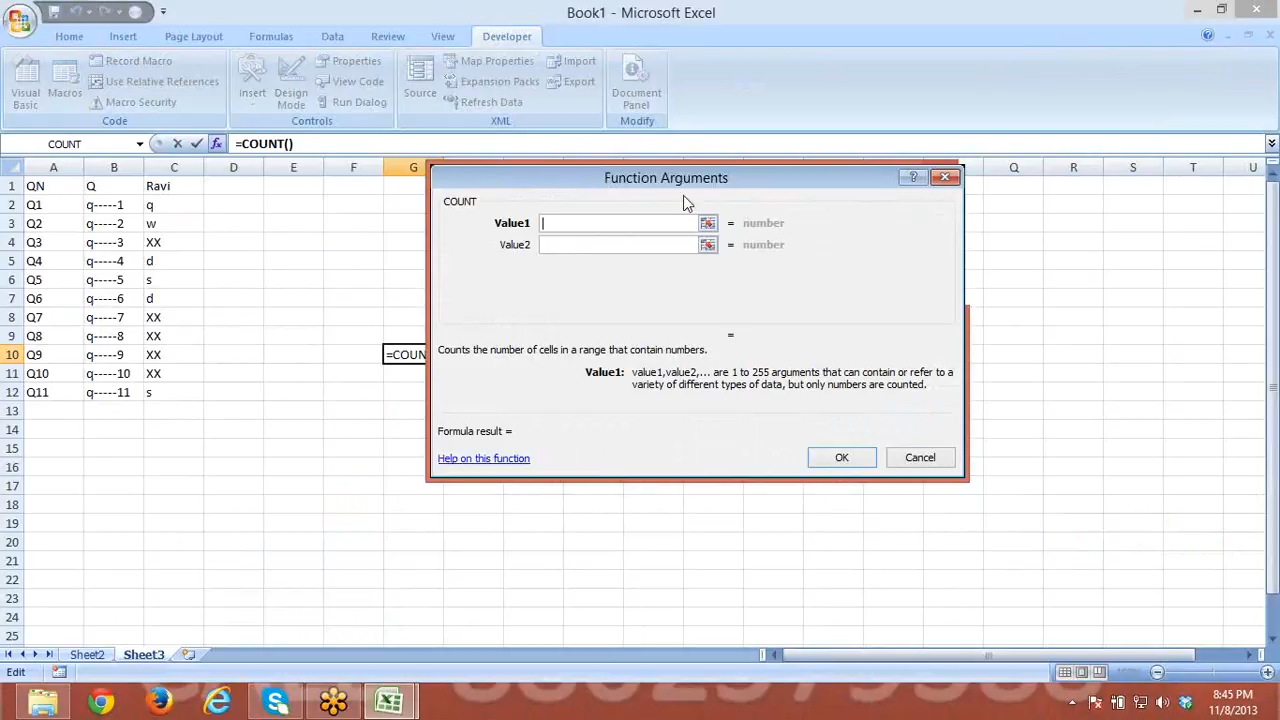 Book1 - Microsoft Excel
Home Insert Page Layout Formulas Data Review View Developer
Visual Basic
Macros
Record Macro
Use Relative References
Macro Security
Code
Insert
Design Mode
Properties
View Code
Run Dialog
Controls
Source
Map Properties
Expansion Packs
Refresh Data
Import
Export
XML
Document Panel
Modify
COUNT =COUNT()
A B C D E F G Q R S T U
1 QN Q Ravi
2 Q1 q-----1 q
3 Q2 q-----2 w
4 Q3 q-----3 XX
5 Q4 q-----4 d
6 Q5 q-----5 s
7 Q6 q-----6 d
8 Q7 q-----7 XX
9 Q8 q-----8 XX
10 Q9 q-----9 XX =COUN
11 Q10 q-----10 XX
12 Q11 q-----11 s
13
14
15
16
17
18
19
20
21
22
23
24
25
Function Arguments
COUNT
Value1 = number
Value2 = number
=
Counts the number of cells in a range that contain numbers.
Value1: value1,value2,... are 1 to 255 arguments that can contain or refer to a
variety of different types of data, but only numbers are counted.
Formula result =
Help on this function
OK Cancel
Sheet2 Sheet3
Edit
8:45 PM
11/8/2013